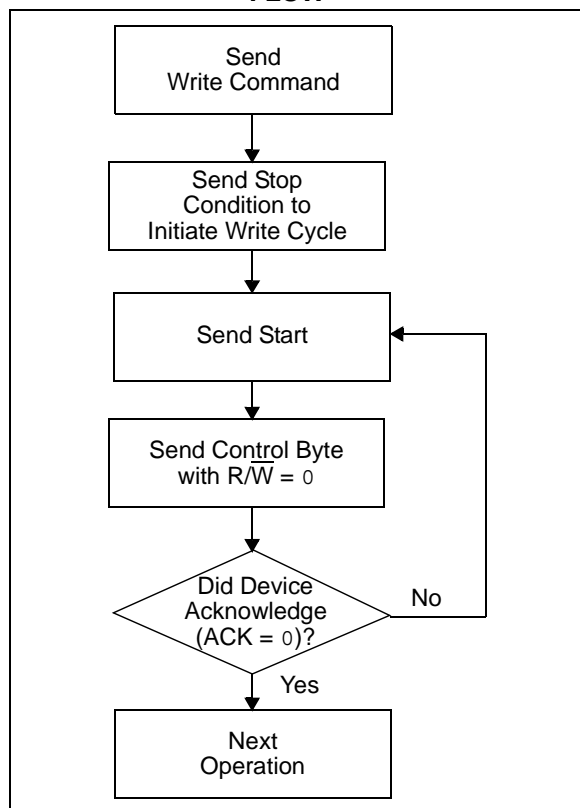 Send
Write Command
Send Stop
Condition to
Initiate Write Cycle
Send Start
Send Control Byte
with R/W̅ = 0
Did Device
Acknowledge
(ACK = 0)?
No
Yes
Next
Operation